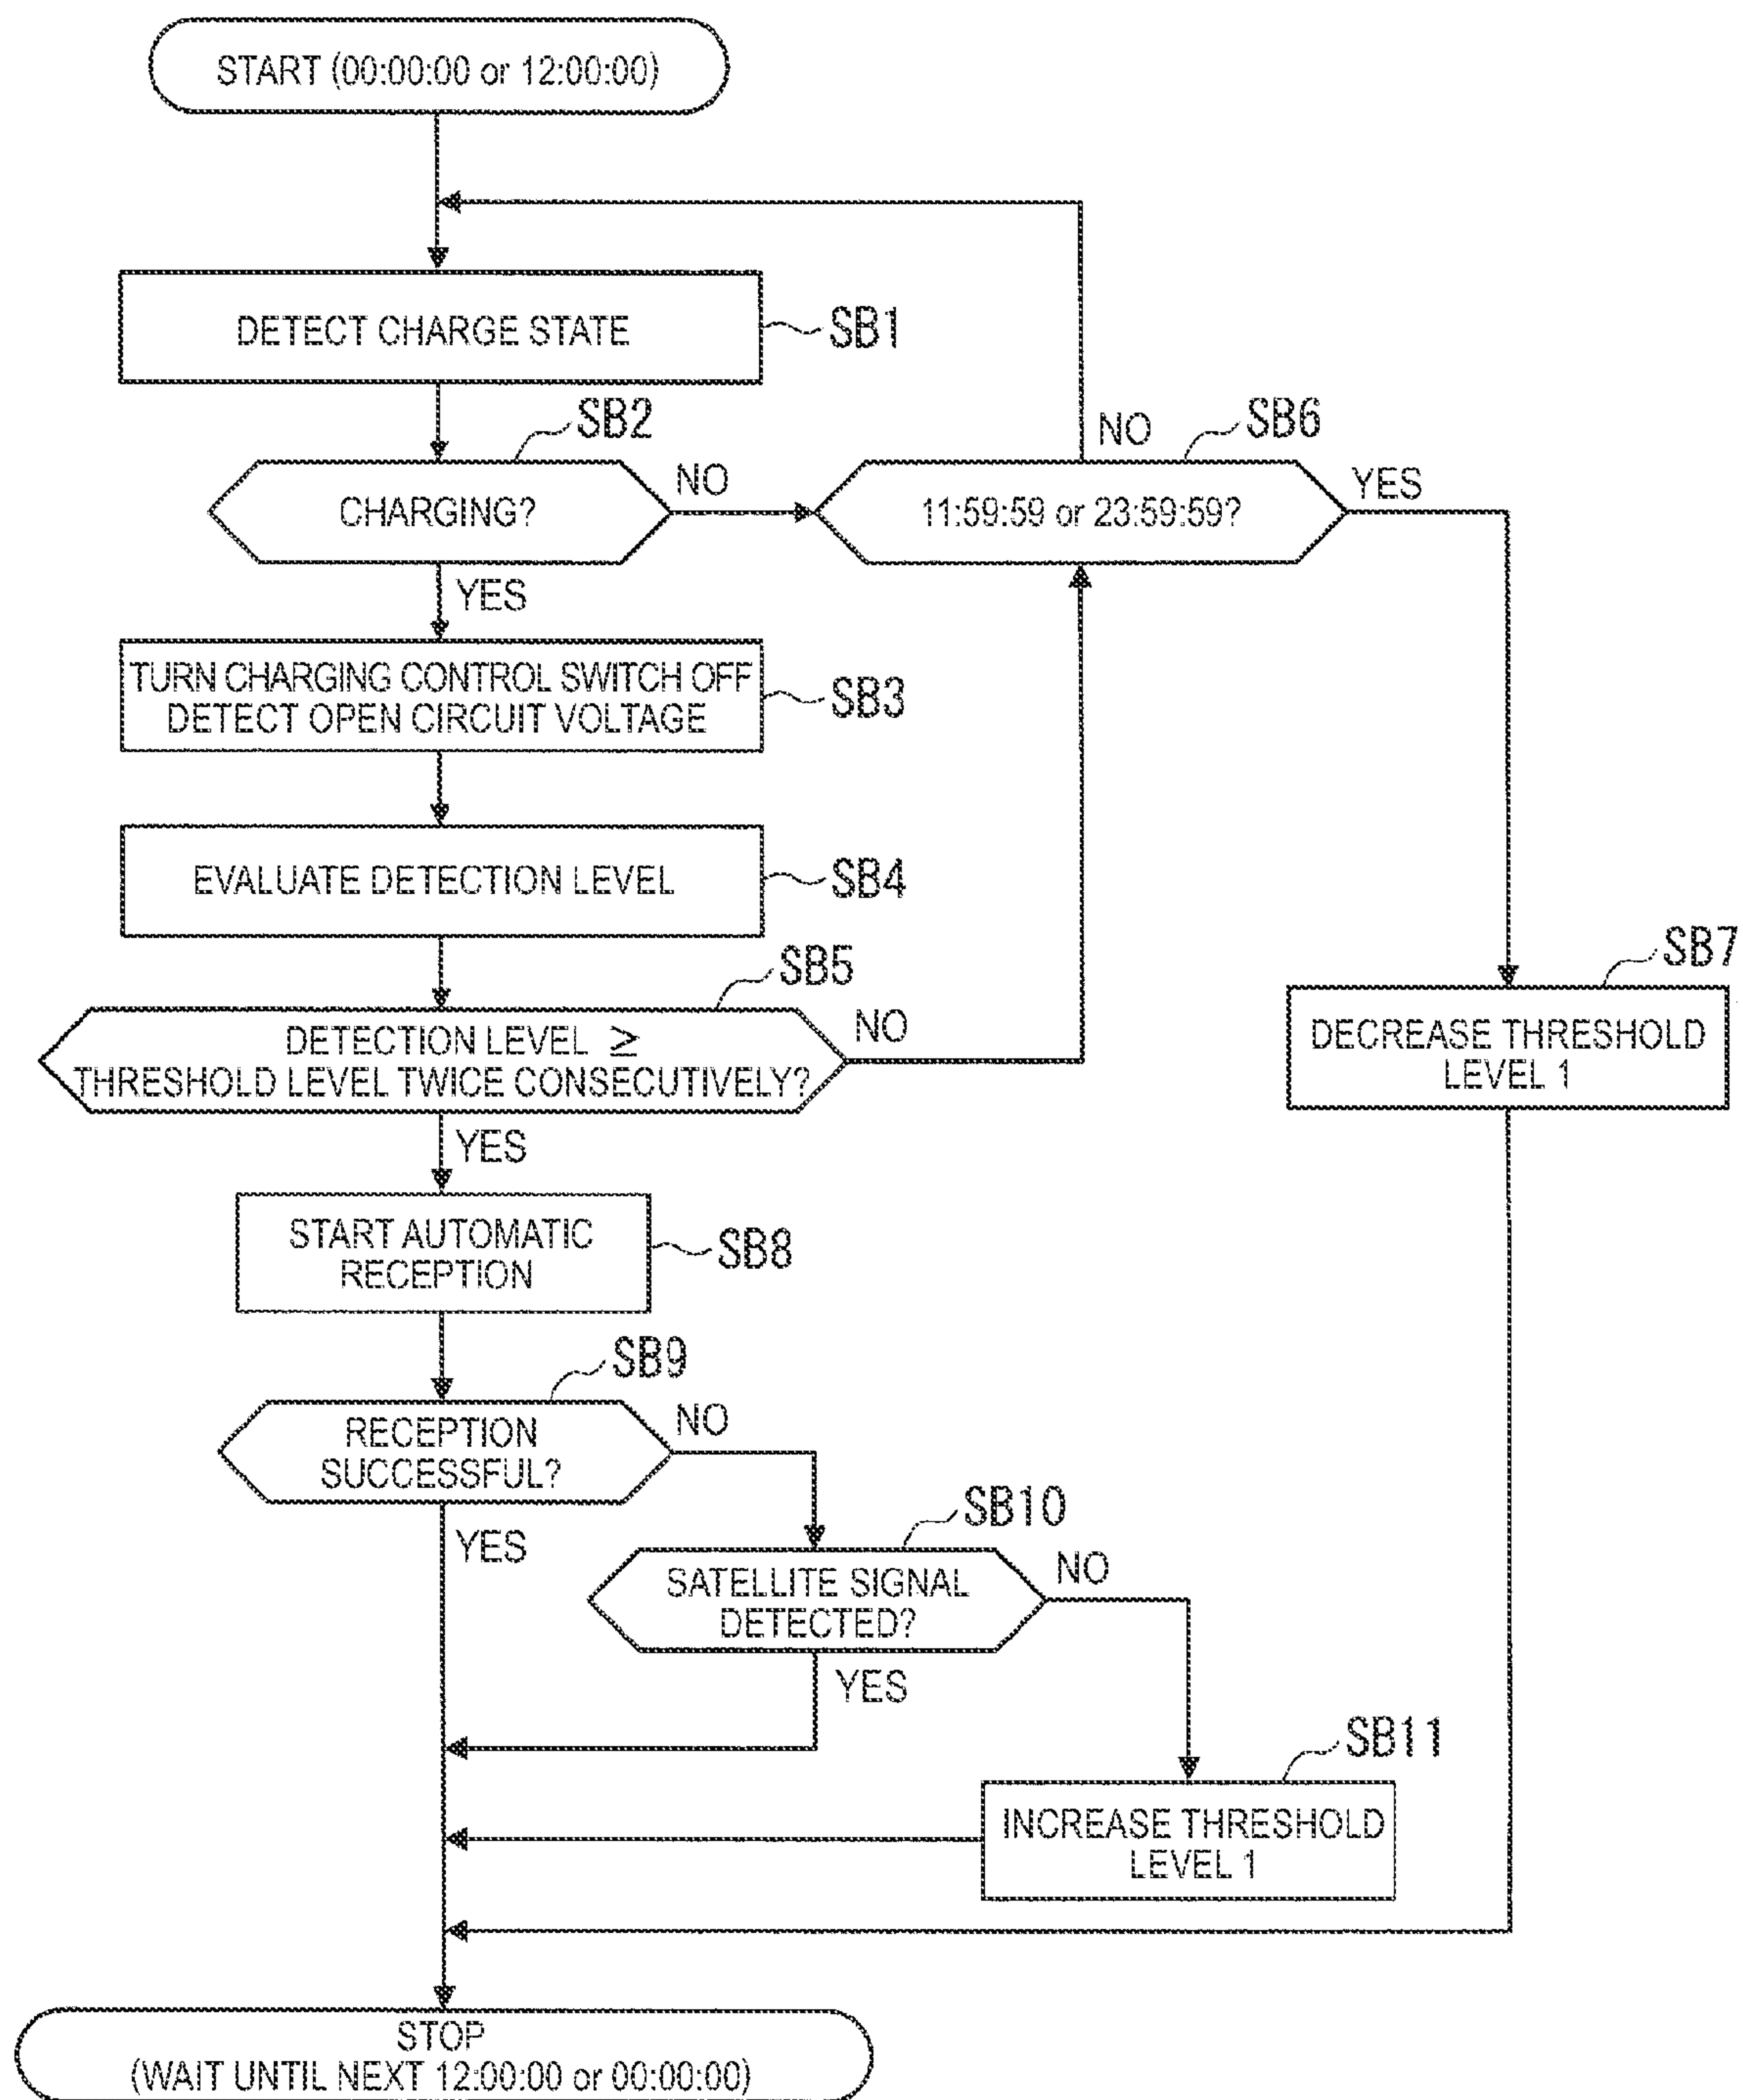 START (00:00:00 or 12:00:00)
DETECT CHARGE STATE
SB1
SB2
CHARGING?
NO
YES
SB6
11:59:59 or 23:59:59?
NO
YES
TURN CHARGING CONTROL SWITCH OFF
DETECT OPEN CIRCUIT VOLTAGE
SB3
EVALUATE DETECTION LEVEL
SB4
SB5
DETECTION LEVEL ≥
THRESHOLD LEVEL TWICE CONSECUTIVELY?
NO
YES
SB7
DECREASE THRESHOLD
LEVEL 1
START AUTOMATIC
RECEPTION
SB8
SB9
RECEPTION
SUCCESSFUL?
NO
YES
SB10
SATELLITE SIGNAL
DETECTED?
NO
YES
SB11
INCREASE THRESHOLD
LEVEL 1
STOP
(WAIT UNTIL NEXT 12:00:00 or 00:00:00)